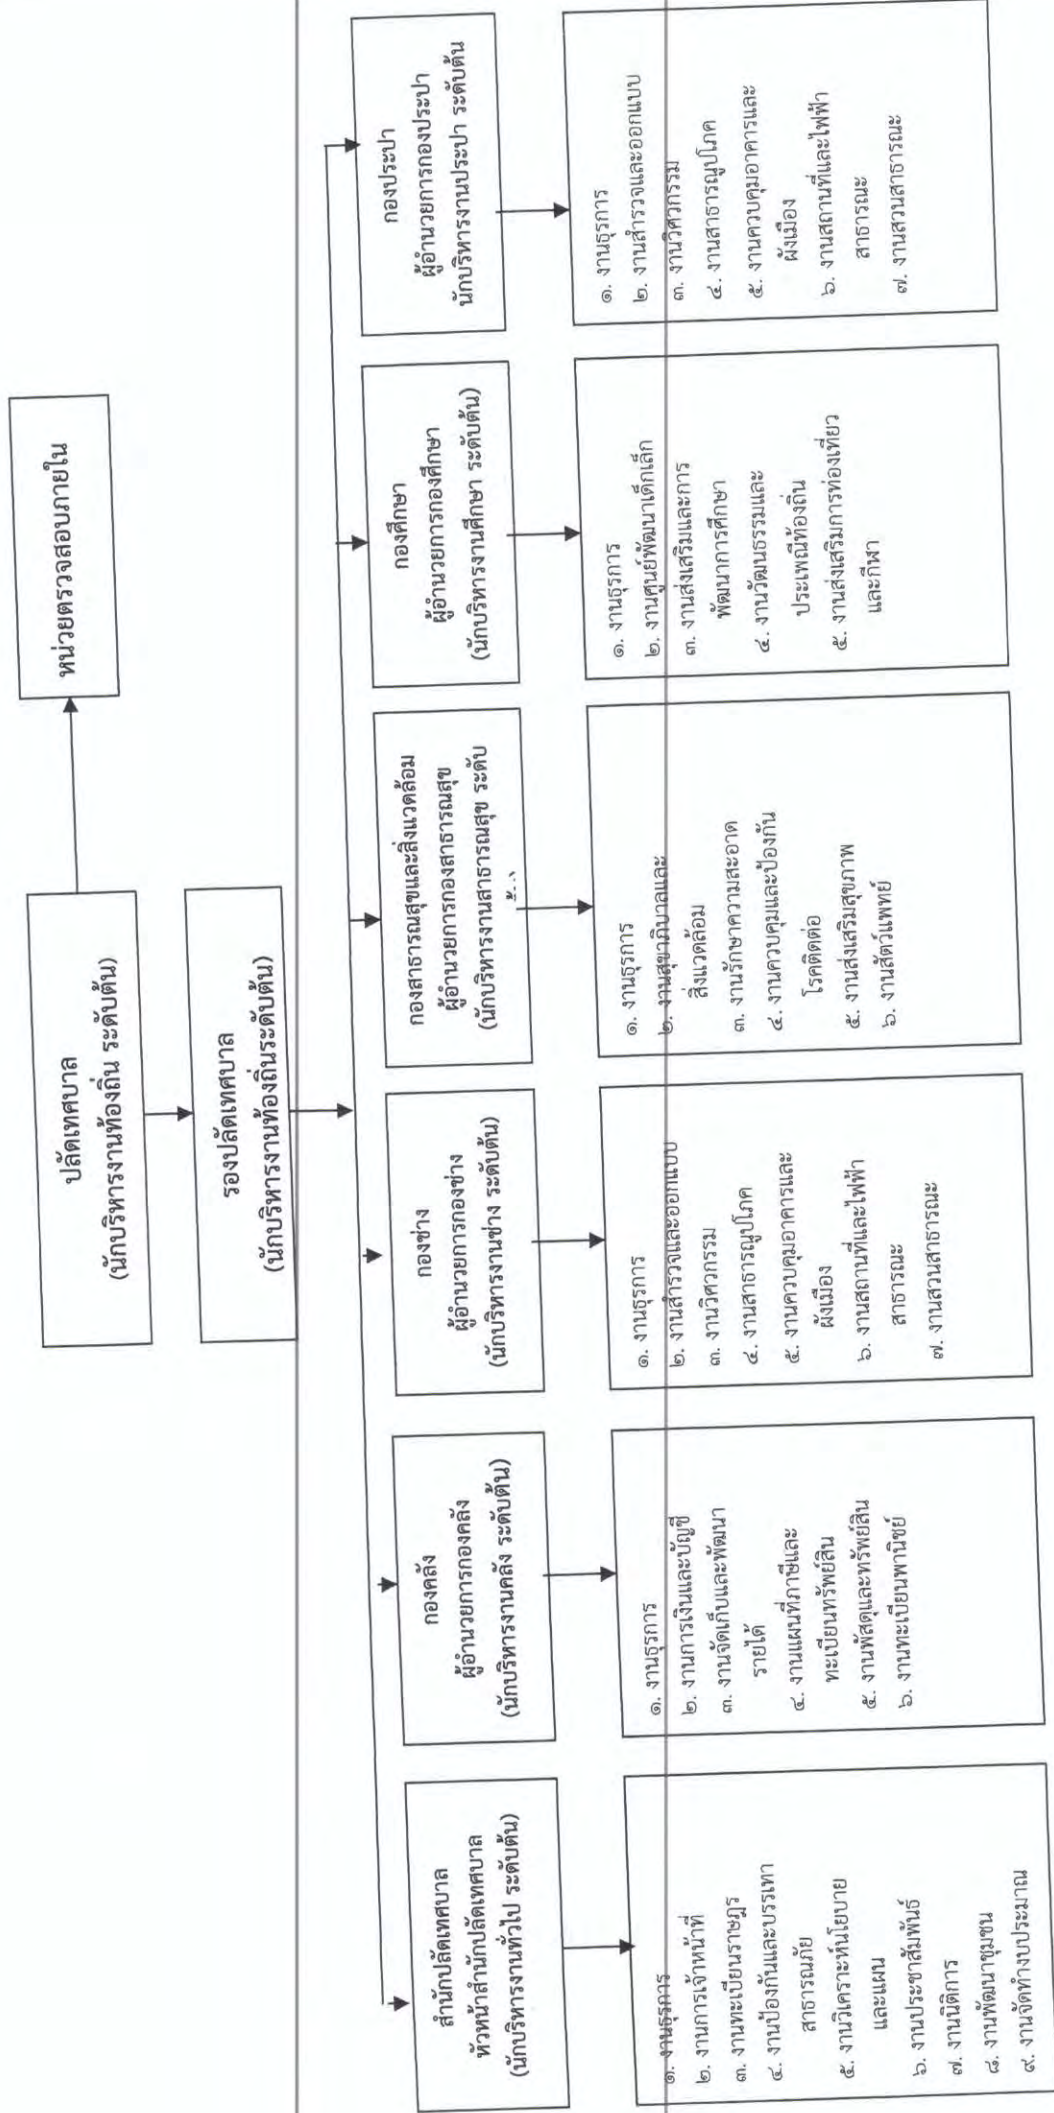 ปลัดเทศบาล
(นักบริหารงานท้องถิ่น ระดับต้น)
หน่วยตรวจสอบภายใน
รองปลัดเทศบาล
(นักบริหารงานท้องถิ่นระดับต้น)
สำนักปลัดเทศบาล
หัวหน้าสำนักปลัดเทศบาล
(นักบริหารงานทั่วไป ระดับต้น)
กองคลัง
ผู้อำนวยการกองคลัง
(นักบริหารงานคลัง ระดับต้น)
กองช่าง
ผู้อำนวยการกองช่าง
(นักบริหารงานช่าง ระดับต้น)
กองสาธารณสุขและสิ่งแวดล้อม
ผู้อำนวยการกองสาธารณสุข
(นักบริหารงานสาธารณสุข ระดับ
กองศึกษา
ผู้อำนวยการกองศึกษา
(นักบริหารงานศึกษา ระดับต้น)
กองประปา
ผู้อำนวยการกองประปา
นักบริหารงานประปา ระดับต้น
๑. งานธุรการ
๒. งานการเจ้าหน้าที่
๓. งานทะเบียนราษฎร
๔. งานป้องกันและบรรเทา
สาธารณภัย
๕. งานวิเคราะห์นโยบาย
และแผน
๖. งานประชาสัมพันธ์
๗. งานนิติการ
๘. งานพัฒนาชุมชน
๙. งานจัดทำงบประมาณ
๑. งานธุรการ
๒. งานการเงินและบัญชี
๓. งานจัดเก็บและพัฒนา
รายได้
๔. งานแผนที่ภาษีและ
ทะเบียนทรัพย์สิน
๕. งานพัสดุและทรัพย์สิน
๖. งานทะเบียนพานิชย์
๑. งานธุรการ
๒. งานสำรวจและออกแบบ
๓. งานวิศวกรรม
๔. งานสาธารณูปโภค
๕. งานควบคุมอาคารและ
ผังเมือง
๖. งานสถานที่และไฟฟ้า
สาธารณะ
๗. งานสวนสาธารณะ
๑. งานธุรการ
๒. งานสุขาภิบาลและ
สิ่งแวดล้อม
๓. งานรักษาความสะอาด
๔. งานควบคุมและป้องกัน
โรคติดต่อ
๕. งานส่งเสริมสุขภาพ
๖. งานสัตว์แพทย์
๑. งานธุรการ
๒. งานศูนย์พัฒนาเด็กเล็ก
๓. งานส่งเสริมและการ
พัฒนาการศึกษา
๔. งานวัฒนธรรมและ
ประเพณีท้องถิ่น
๕. งานส่งเสริมการท่องเที่ยว
และกีฬา
๑. งานธุรการ
๒. งานสำรวจและออกแบบ
๓. งานวิศวกรรม
๔. งานสาธารณูปโภค
๕. งานควบคุมอาคารและ
ผังเมือง
๖. งานสถานที่และไฟฟ้า
สาธารณะ
๗. งานสวนสาธารณะ